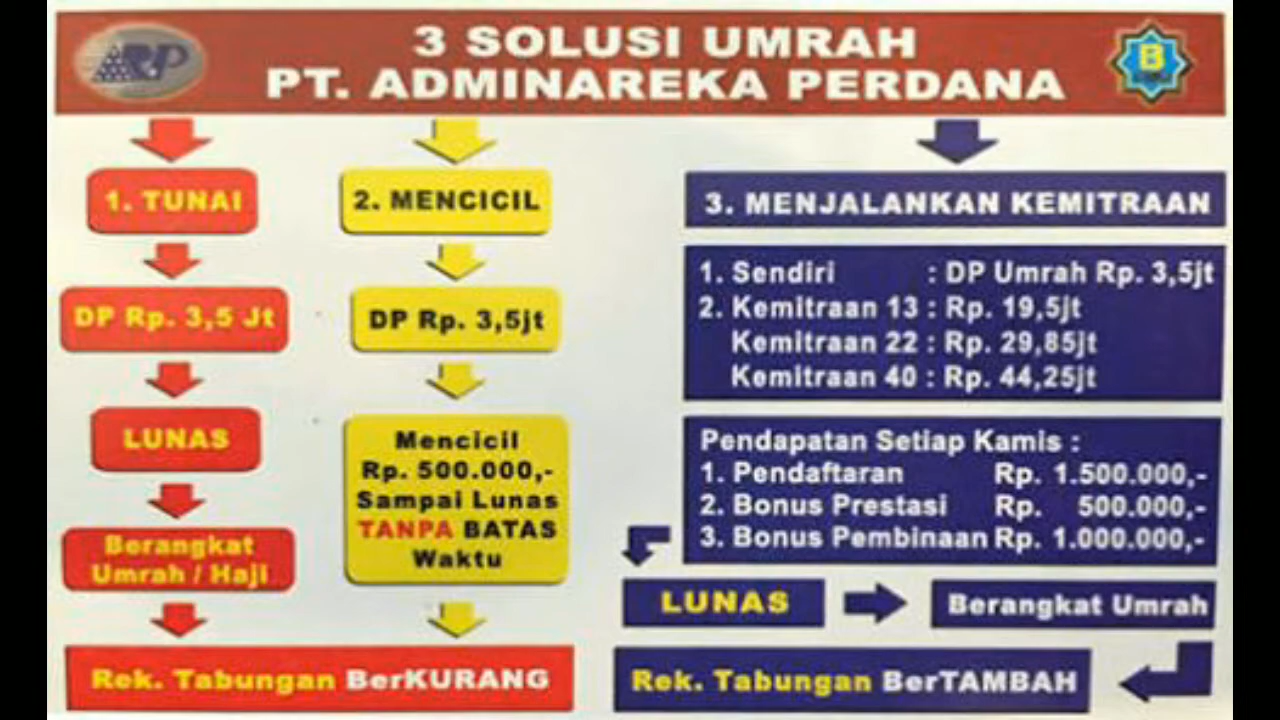 ARP
3 SOLUSI UMRAH
PT. ADMINAREKA PERDANA
B
1. TUNAI
DP Rp. 3,5 Jt
LUNAS
Berangkat
Umrah / Haji
2. MENCICIL
DP Rp. 3,5jt
Mencicil
Rp. 500.000,-
Sampai Lunas
TANPA BATAS
Waktu
Rek. Tabungan BerKURANG
3. MENJALANKAN KEMITRAAN
1. Sendiri : DP Umrah Rp. 3,5jt
2. Kemitraan 13 : Rp. 19,5jt
Kemitraan 22 : Rp. 29,85jt
Kemitraan 40 : Rp. 44,25jt
Pendapatan Setiap Kamis :
1. Pendaftaran Rp. 1.500.000,-
2. Bonus Prestasi Rp. 500.000,-
3. Bonus Pembinaan Rp. 1.000.000,-
LUNAS
Berangkat Umrah
Rek. Tabungan BerTAMBAH